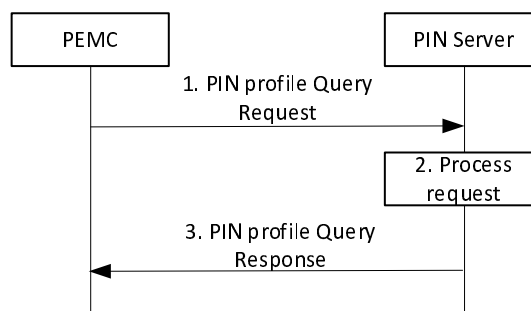 PEMC
PIN Server
1. PIN profile Query
Request
2. Process
request
3. PIN profile Query
Response